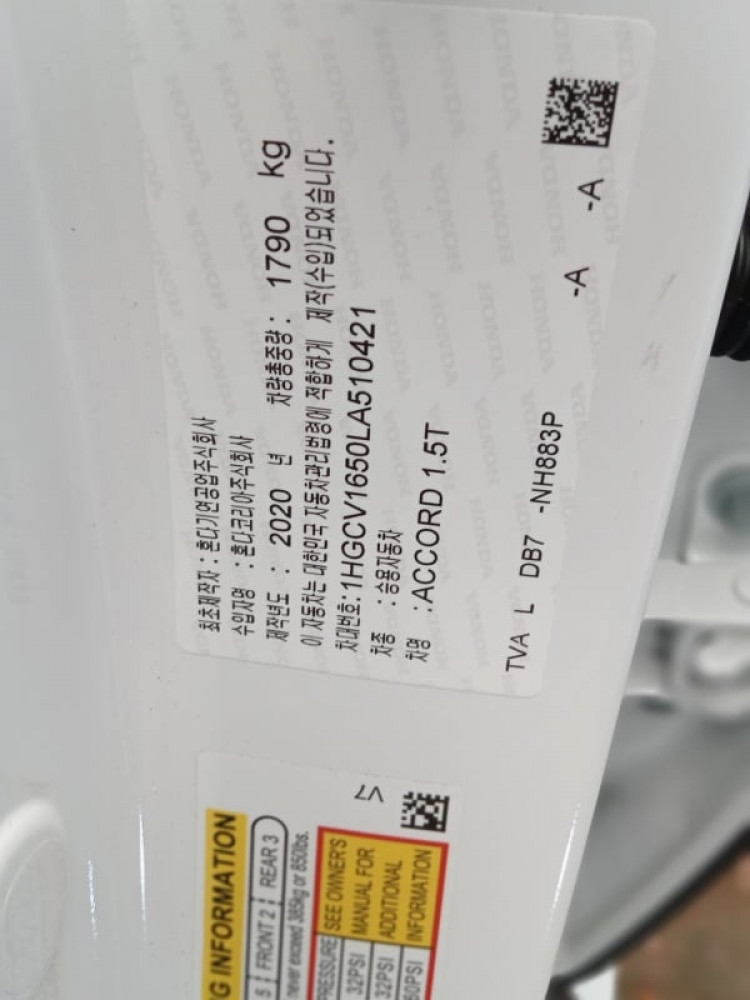 최초제작자 : 혼다기연공업주식회사
수입자명 : 혼다코리아주식회사
제작년도 : 2020 년 차량총중량 : 1790 kg
이 자동차는 대한민국 자동차관리법령에 적합하게 제작(수입)되었습니다.
차대번호: 1HGCV1650LA510421
차종 : 승용자동차
차명 : ACCORD 1.5T
TVA L DB7 -NH883P -A -A
V7
G INFORMATION
5 FRONT 2 REAR 3
never exceed 385kg or 850lbs.
PRESSURE SEE OWNER'S
32PSI MANUAL FOR
32PSI ADDITIONAL
60PSI INFORMATION